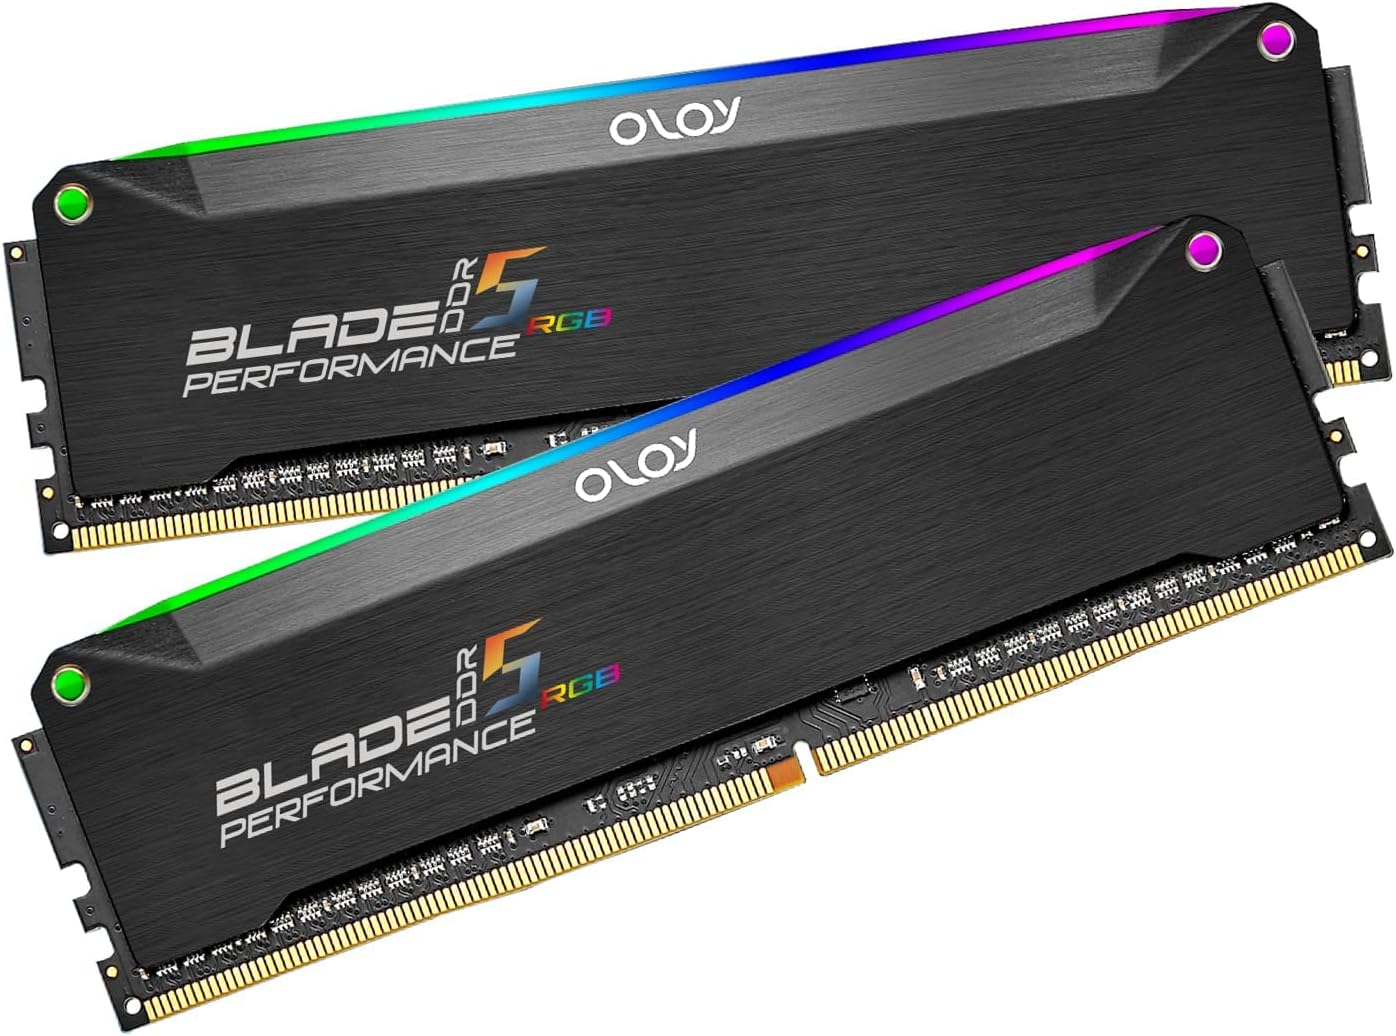 OLOY
BLADE DDR5 RGB
PERFORMANCE
OLOY
BLADE DDR5 RGB
PERFORMANCE